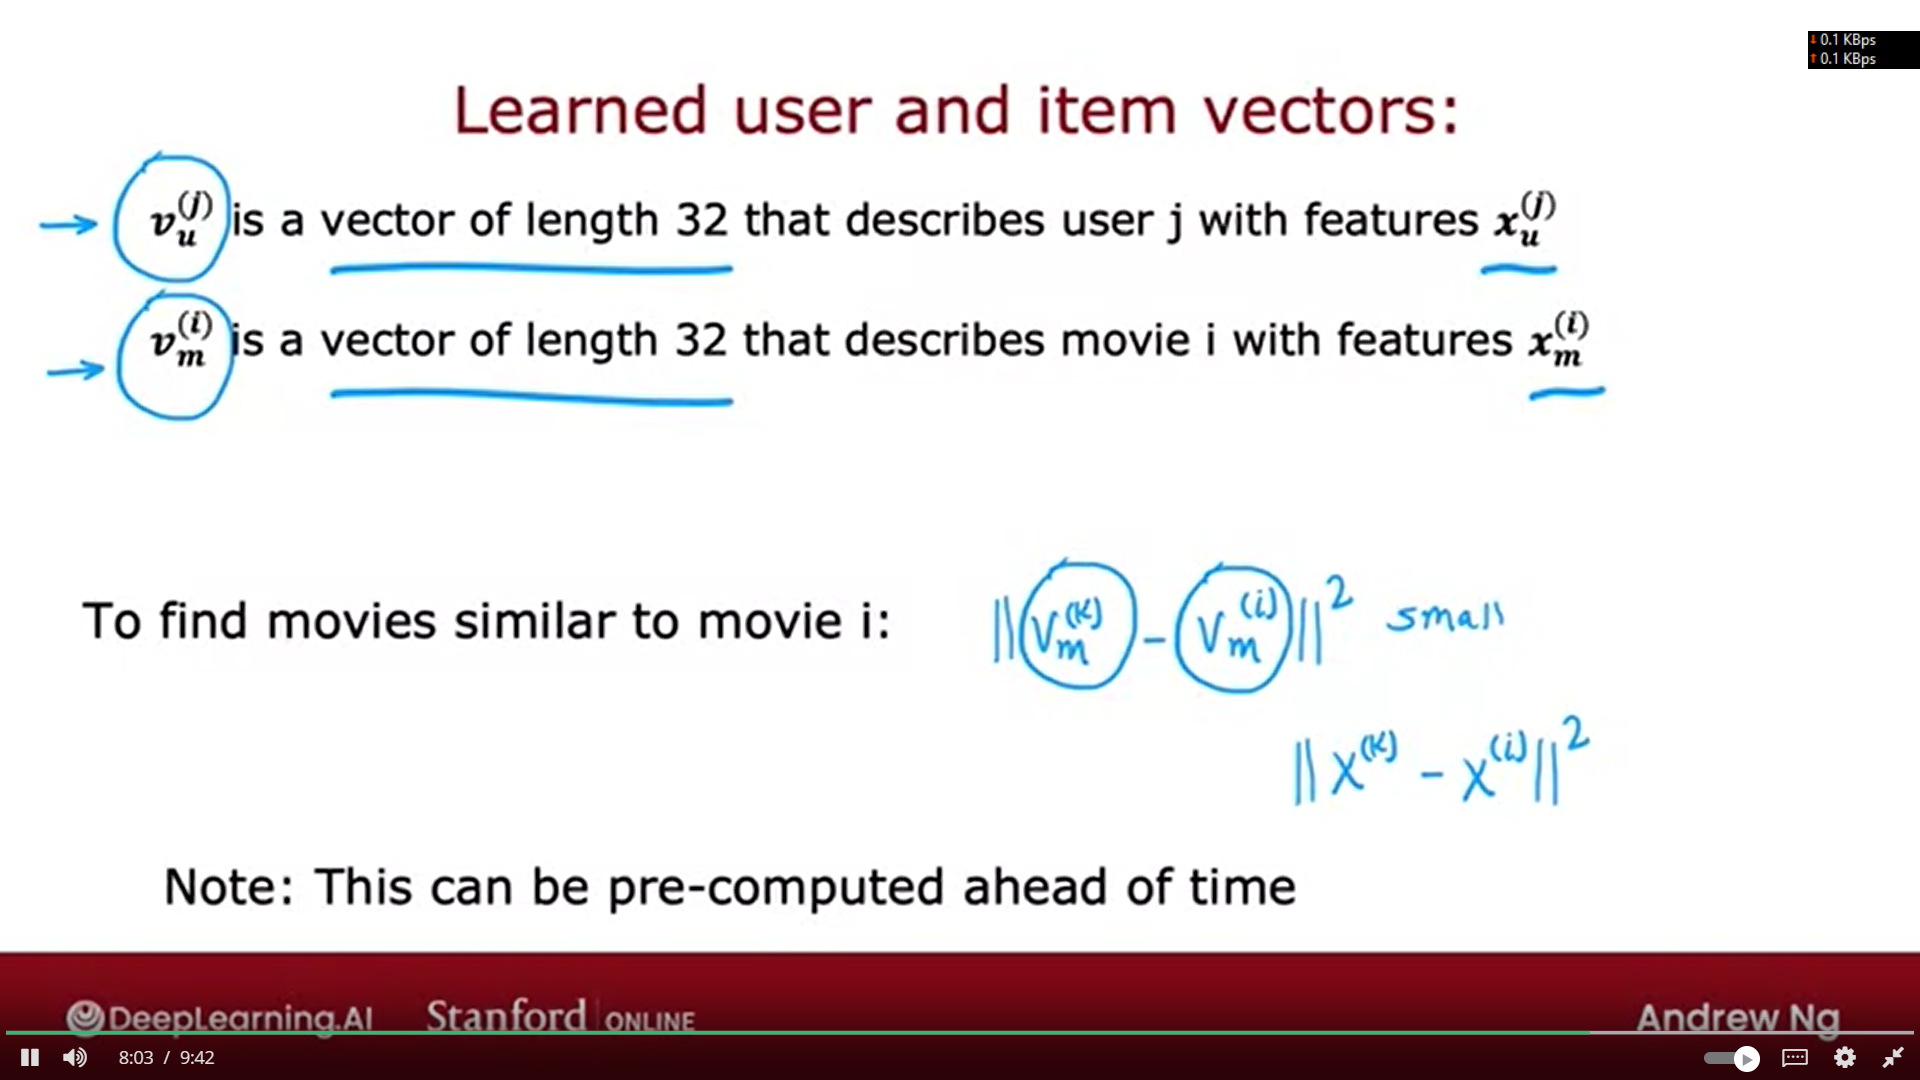 ↓ 0.1 KBps
↑ 0.1 KBps
Learned user and item vectors:
→ v_u^(j) is a vector of length 32 that describes user j with features x_u^(j)
→ v_m^(i) is a vector of length 32 that describes movie i with features x_m^(i)
To find movies similar to movie i: ||v_m^(k) - v_m^(i)||^2 small
||x^(k) - x^(i)||^2
Note: This can be pre-computed ahead of time
DeepLearning.AI Stanford | ONLINE Andrew Ng
8:03 / 9:42